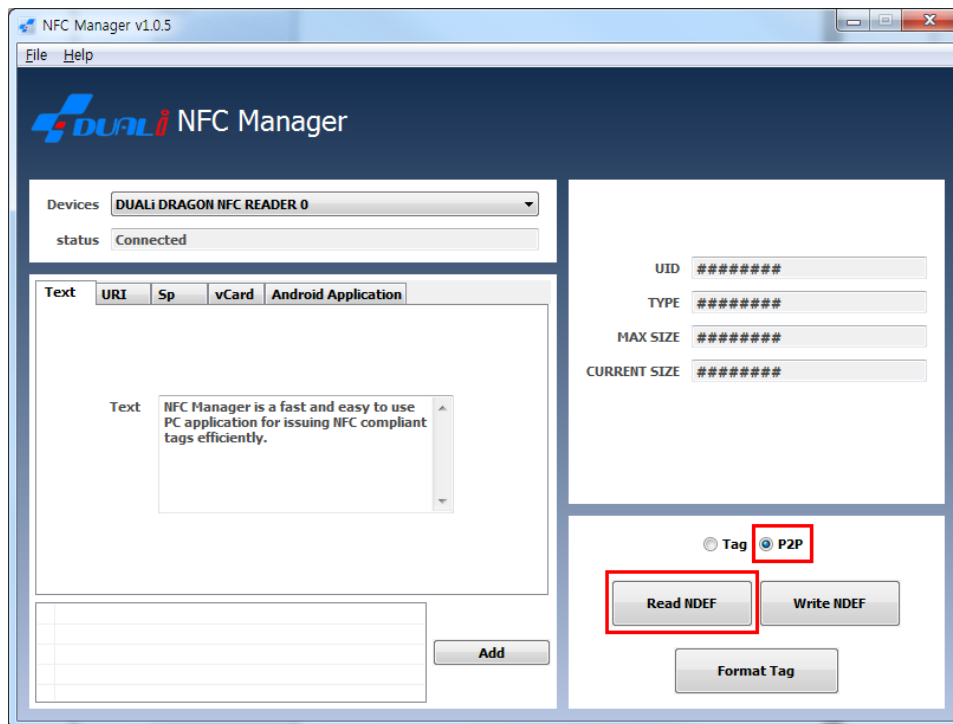 NFC Manager v1.0.5
File Help
DUALi NFC Manager
Devices DUALi DRAGON NFC READER 0
status Connected
Text URI Sp vCard Android Application
Text NFC Manager is a fast and easy to use
PC application for issuing NFC compliant
tags efficiently.
Add
UID ########
TYPE ########
MAX SIZE ########
CURRENT SIZE ########
Tag P2P
Read NDEF Write NDEF
Format Tag